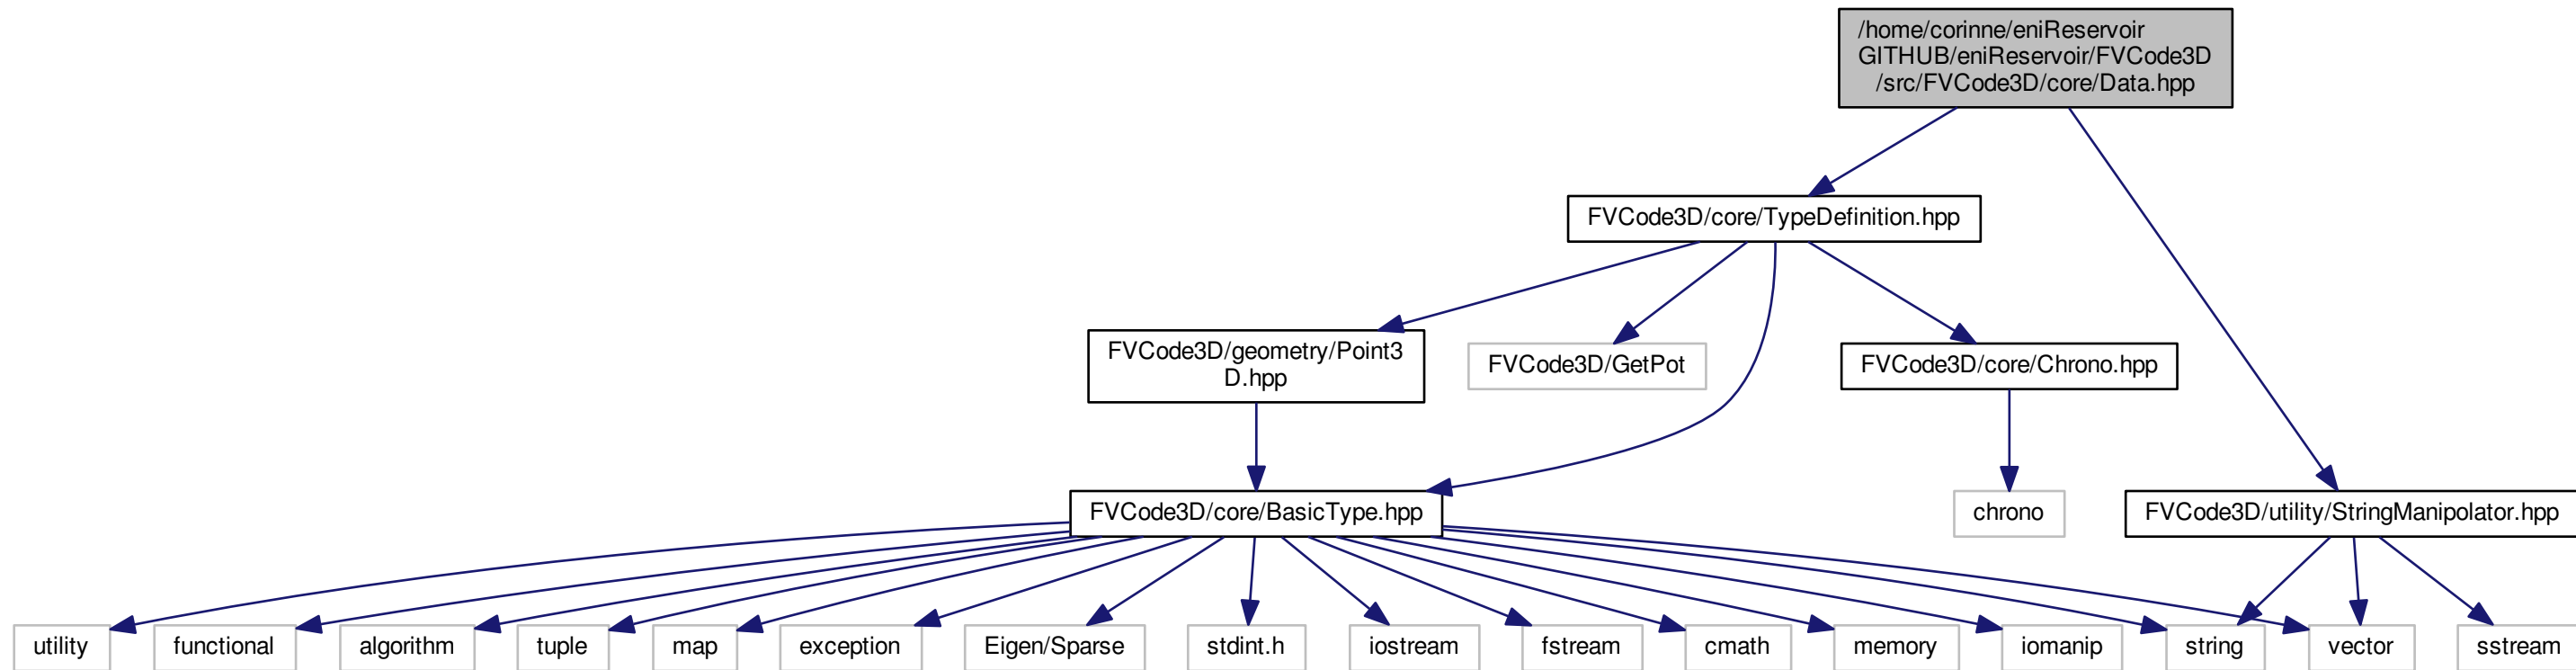 /home/corinne/eniReservoir
GITHUB/eniReservoir/FVCode3D
/src/FVCode3D/core/Data.hpp
FVCode3D/core/TypeDefinition.hpp
FVCode3D/geometry/Point3
D.hpp
FVCode3D/GetPot
FVCode3D/core/Chrono.hpp
FVCode3D/core/BasicType.hpp
chrono
FVCode3D/utility/StringManipolator.hpp
utility
functional
algorithm
tuple
map
exception
Eigen/Sparse
stdint.h
iostream
fstream
cmath
memory
iomanip
string
vector
sstream